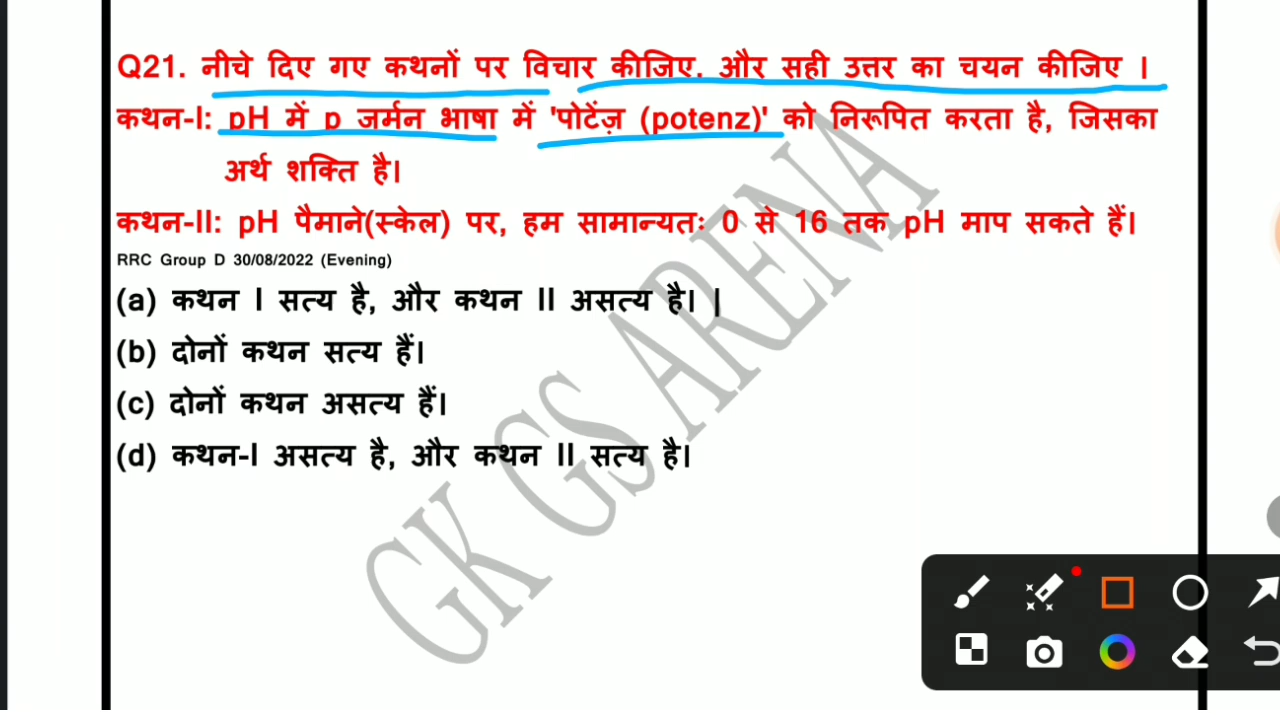 Q21. नीचे दिए गए कथनों पर विचार कीजिए. और सही उत्तर का चयन कीजिए ।
कथन-I: pH में p जर्मन भाषा में 'पोटेंज़ (potenz)' को निरूपित करता है, जिसका
अर्थ शक्ति है।
कथन-II: pH पैमाने(स्केल) पर, हम सामान्यतः 0 से 16 तक pH माप सकते हैं।
RRC Group D 30/08/2022 (Evening)
(a) कथन I सत्य है, और कथन II असत्य है। |
(b) दोनों कथन सत्य हैं।
(c) दोनों कथन असत्य हैं।
(d) कथन-I असत्य है, और कथन II सत्य है।
GK GS ARENA